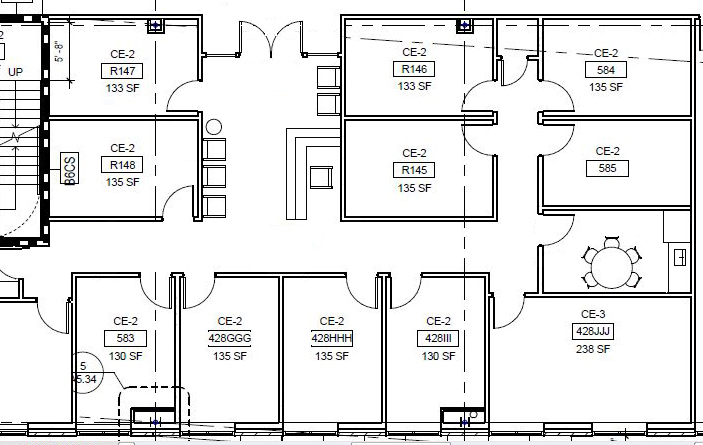 2
UP
5'-8"
CE-2
R147
133 SF
CE-2
R146
133 SF
CE-2
584
135 SF
CE-2
R148
135 SF
B6CS
CE-2
R145
135 SF
CE-2
585
CE-2
583
130 SF
CE-2
428GGG
135 SF
CE-2
428HHH
135 SF
CE-2
428III
130 SF
CE-3
428JJJ
238 SF
5
5.34